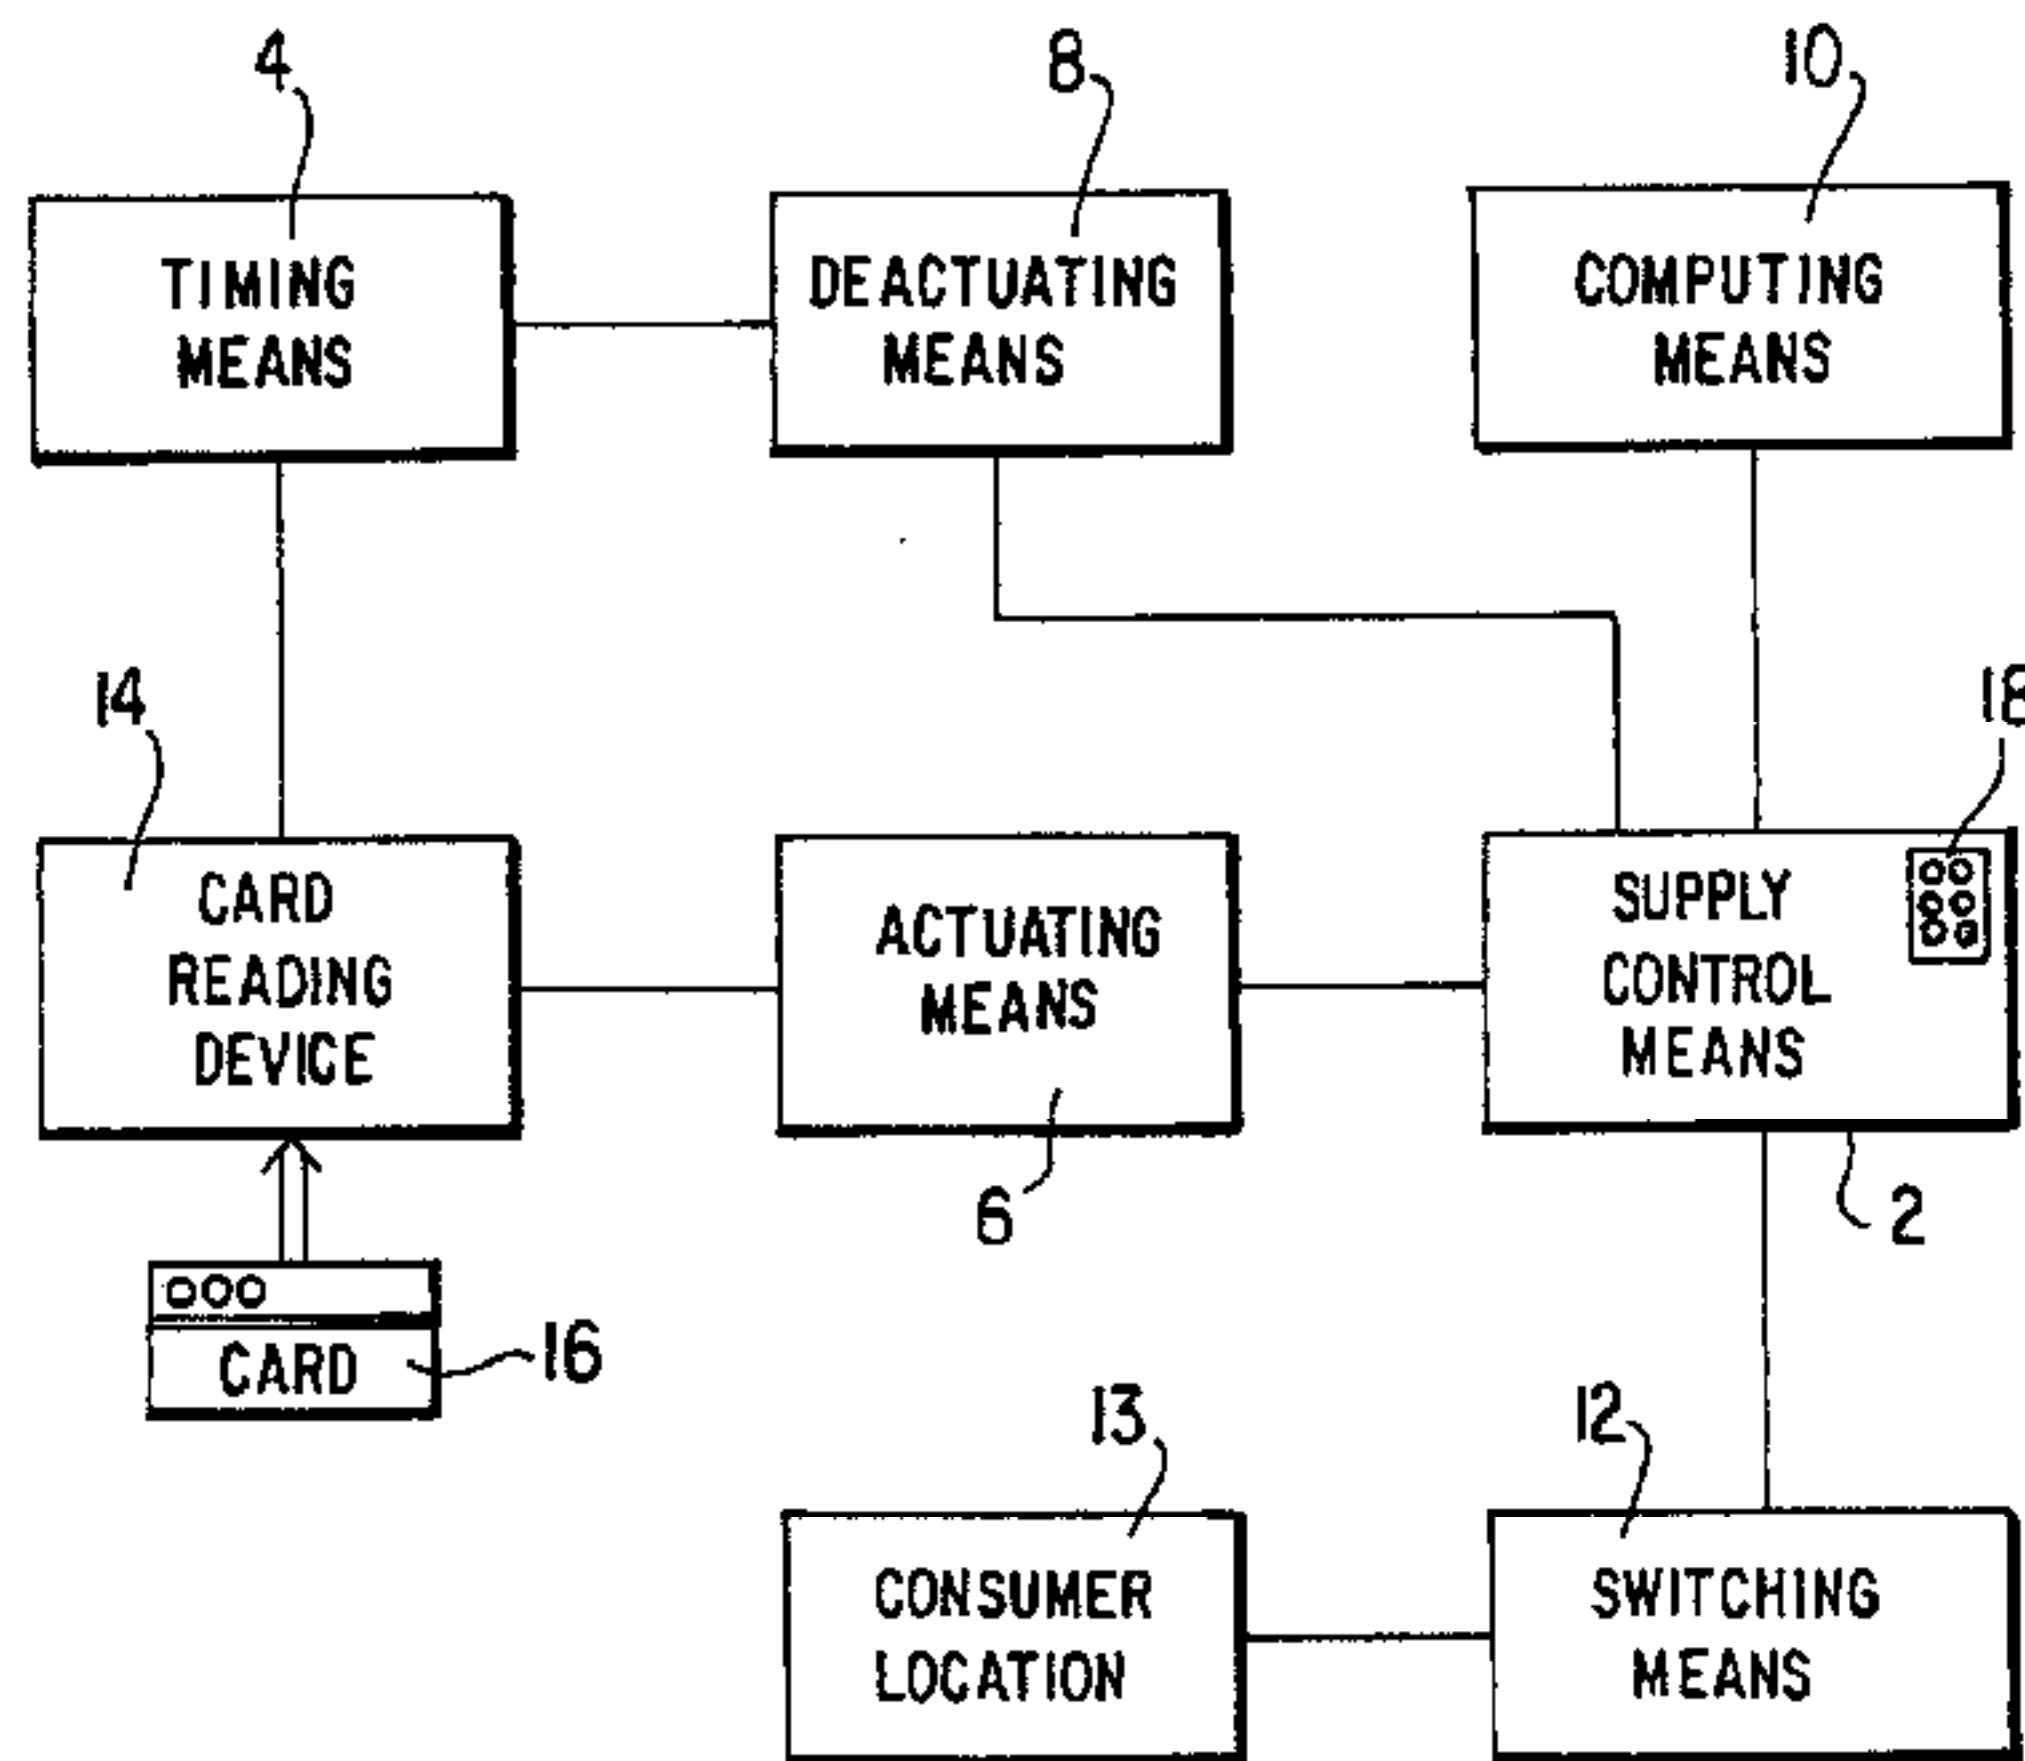 4
8
10
TIMING
MEANS
DEACTUATING
MEANS
COMPUTING
MEANS
14
18
CARD
READING
DEVICE
ACTUATING
MEANS
SUPPLY
CONTROL
MEANS
6
2
CARD
16
13
12
CONSUMER
LOCATION
SWITCHING
MEANS